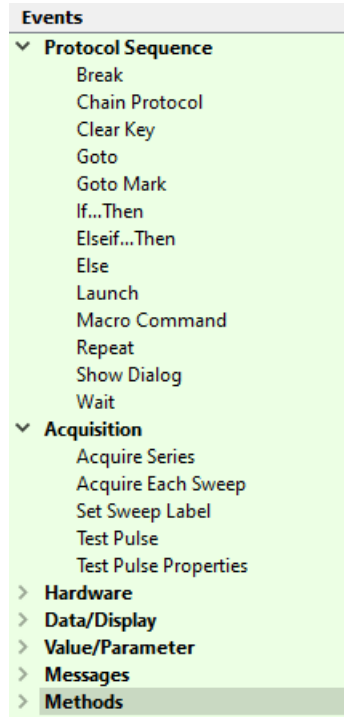 Events
Protocol Sequence
Break
Chain Protocol
Clear Key
Goto
Goto Mark
If...Then
Elseif...Then
Else
Launch
Macro Command
Repeat
Show Dialog
Wait
Acquisition
Acquire Series
Acquire Each Sweep
Set Sweep Label
Test Pulse
Test Pulse Properties
Hardware
Data/Display
Value/Parameter
Messages
Methods